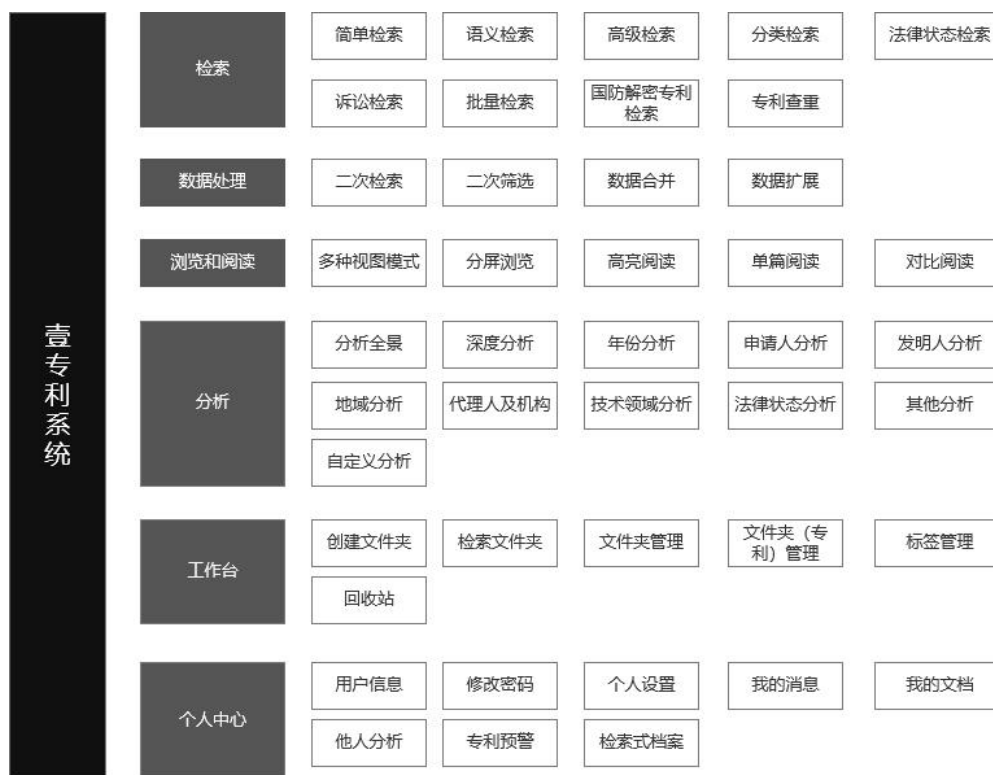 壹专利系统
检索
简单检索
语义检索
高级检索
分类检索
法律状态检索
诉讼检索
批量检索
国防解密专利
检索
专利查重
数据处理
二次检索
二次筛选
数据合并
数据扩展
浏览和阅读
多种视图模式
分屏浏览
高亮阅读
单篇阅读
对比阅读
分析
分析全景
深度分析
年份分析
申请人分析
发明人分析
地域分析
代理人及机构
技术领域分析
法律状态分析
其他分析
自定义分析
工作台
创建文件夹
检索文件夹
文件夹管理
文件夹（专
利）管理
标签管理
回收站
个人中心
用户信息
修改密码
个人设置
我的消息
我的文档
他人分析
专利预警
检索式档案